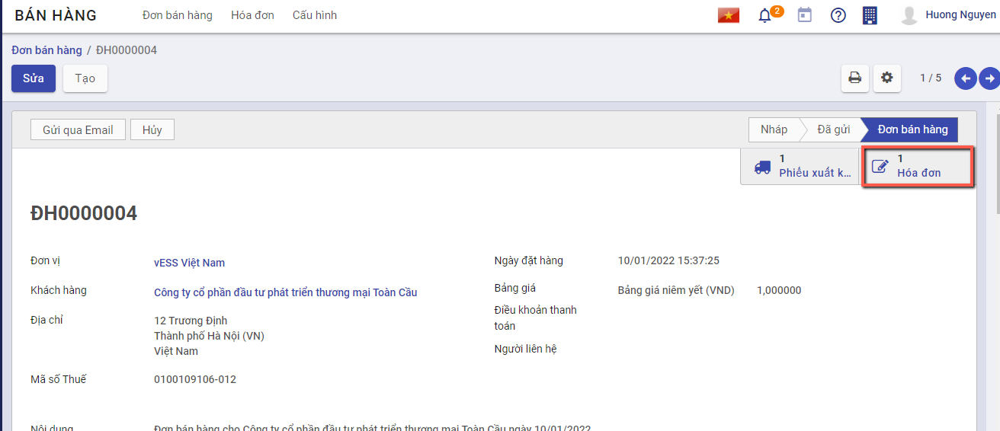 BÁN HÀNG Đơn bán hàng Hóa đơn Cấu hình 2 Huong Nguyen
Đơn bán hàng / ĐH0000004
Sửa Tạo 1 / 5
Gửi qua Email Hủy Nháp Đã gửi Đơn bán hàng
1 Phiếu xuất k...
1 Hóa đơn
ĐH0000004
Đơn vị vESS Việt Nam
Ngày đặt hàng 10/01/2022 15:37:25
Khách hàng Công ty cổ phần đầu tư phát triển thương mại Toàn Cầu
Bảng giá Bảng giá niêm yết (VND) 1,000000
Địa chỉ 12 Trương Định
Thành phố Hà Nội (VN)
Việt Nam
Điều khoản thanh
toán
Người liên hệ
Mã số Thuế 0100109106-012
Nội dung Đơn bán hàng cho Công ty cổ phần đầu tư phát triển thương mại Toàn Cầu ngày 10/01/2022